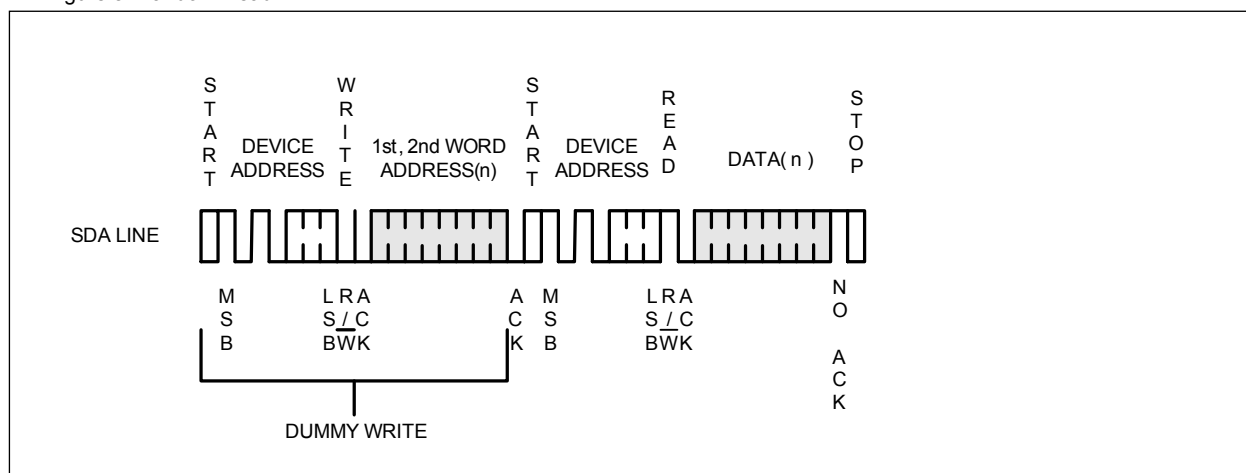 START
WRITE
START
READ
STOP
DEVICE
ADDRESS
1st, 2nd WORD
ADDRESS(n)
DEVICE
ADDRESS
DATA( n )
SDA LINE
MSB
LSB
R/W
ACK
ACK
MSB
LSB
R/W
ACK
NO ACK
DUMMY WRITE